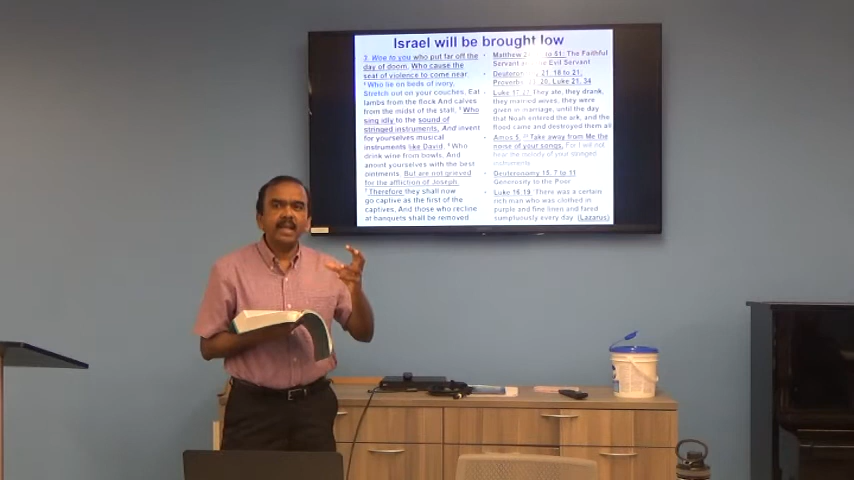 Israel will be brought low
3. Woe to you who put far off the
day of doom, Who cause the
seat of violence to come near
Who lie on beds of ivory,
Stretch out on your couches, Eat
lambs from the flock And calves
from the midst of the stall, 5 Who
sing idly to the sound of
stringed instruments, And invent
for yourselves musical
instruments like David 6 Who
drink wine from bowls, And
anoint yourselves with the best
ointments, But are not grieved
for the affliction of Joseph.
7 Therefore they shall now
go captive as the first of the
captives, And those who recline
at banquets shall be removed
• Matthew to 51: The Faithful
Servant Evil Servant
• 21. 18 to 21,
Proverbs 20; Luke 21. 34
• Luke 17 They ate, they drank,
they married wives, they were
given in marriage, until the day
that Noah entered the ark, and the
flood came and destroyed them all
• Amos 5. Take away from Me the
noise of your songs, For I will not
hear the melody of your stringed
instruments
• Deuteronomy 15. 7 to 11
Generosity to the Poor
• Luke 16 19 There was a certain
rich man who was clothed in
purple and fine linen and fared
sumptuously every day (Lazarus)